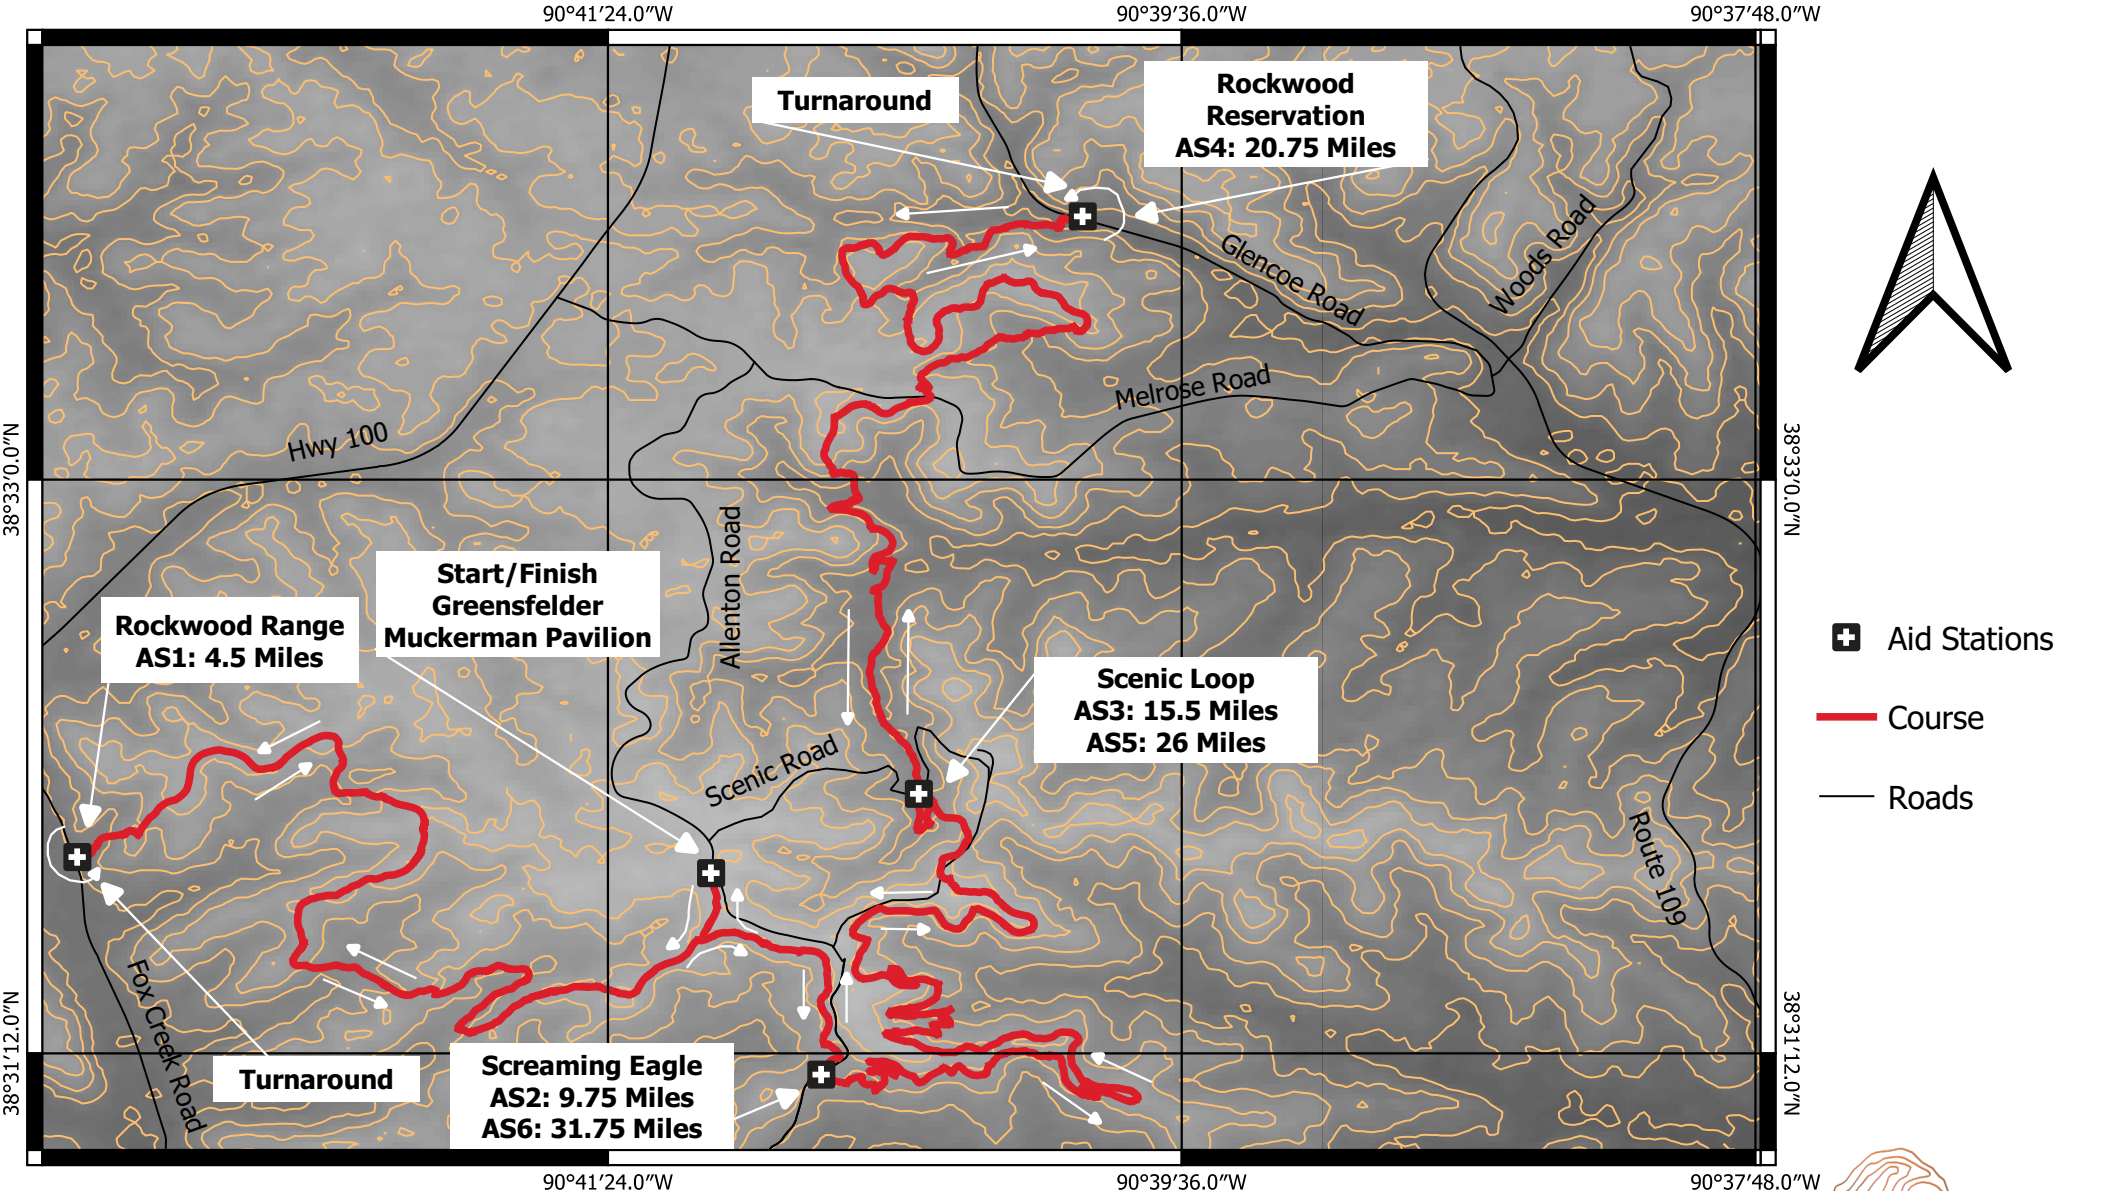 90°41′24.0″W
90°39′36.0″W
90°37′48.0″W
Turnaround
Rockwood
Reservation
AS4: 20.75 Miles
Glencoe Road
Woods Road
Melrose Road
Hwy 100
38°33′0.0″N
38°33′0.0″N
Allenton Road
Start/Finish
Greensfelder
Muckerman Pavilion
Rockwood Range
AS1: 4.5 Miles
Scenic Loop
AS3: 15.5 Miles
AS5: 26 Miles
Aid Stations
Course
Roads
Scenic Road
Route 109
Fox Creek Road
Turnaround
Screaming Eagle
AS2: 9.75 Miles
AS6: 31.75 Miles
38°31′12.0″N
38°31′12.0″N
90°41′24.0″W
90°39′36.0″W
90°37′48.0″W